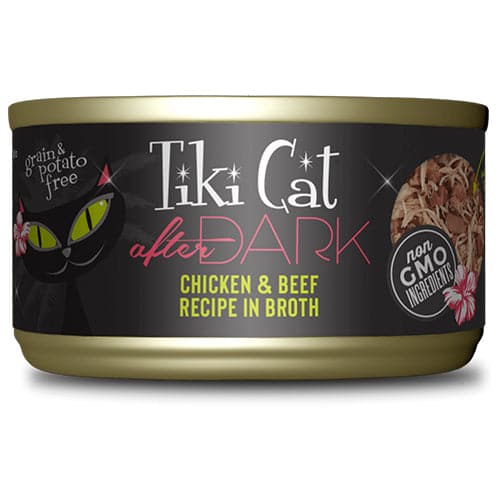 grain & potato
free
Tiki Cat
after DARK
CHICKEN & BEEF
RECIPE IN BROTH
non
GMO
INGREDIENTS